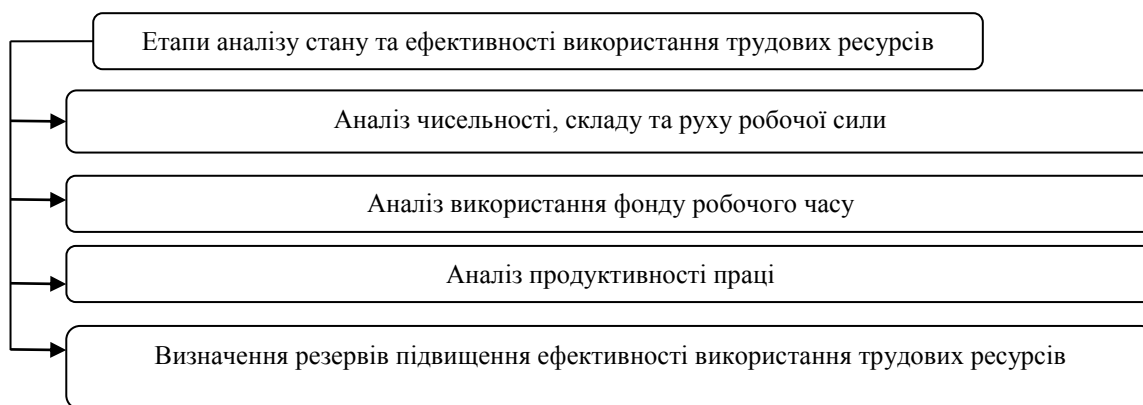 Етапи аналізу стану та ефективності використання трудових ресурсів
Аналіз чисельності, складу та руху робочої сили
Аналіз використання фонду робочого часу
Аналіз продуктивності праці
Визначення резервів підвищення ефективності використання трудових ресурсів